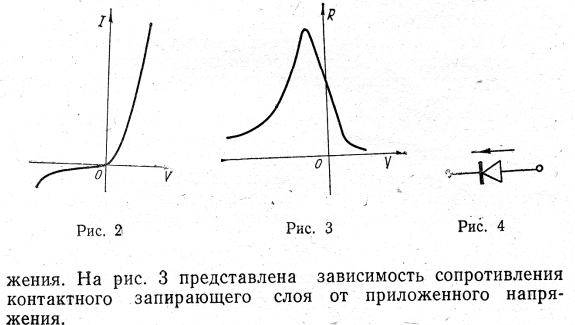 I
R
O
V
O
V
Рис. 2
Рис. 3
Рис. 4
жения. На рис. 3 представлена зависимость сопротивления
контактного запирающего слоя от приложенного напря-
жения.